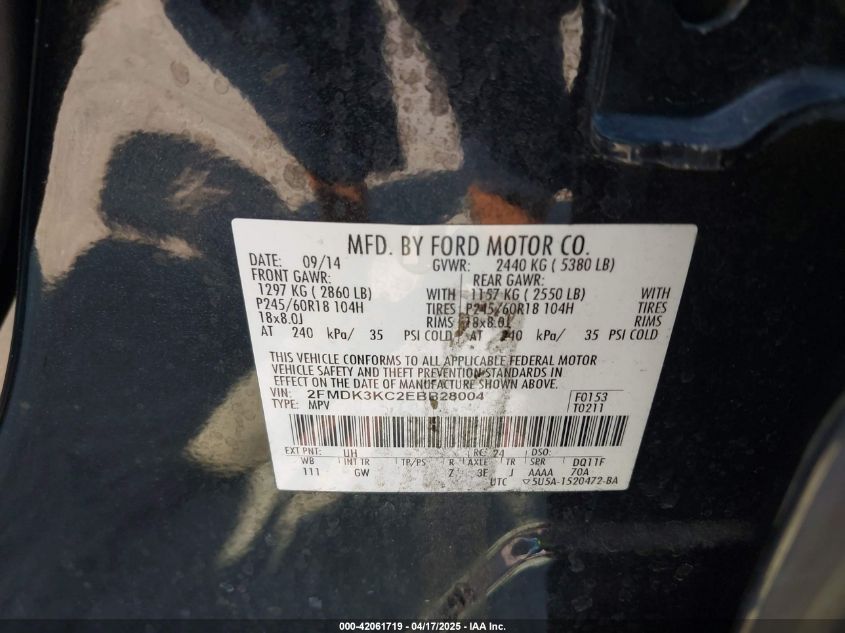 MFD. BY FORD MOTOR CO.
DATE: 09/14 GVWR: 2440 KG ( 5380 LB)
FRONT GAWR: REAR GAWR:
1297 KG ( 2860 LB) WITH 1157 KG ( 2550 LB) WITH
P245/60R18 104H TIRES P245/60R18 104H TIRES
18x8.0J RIMS 18x8.0J RIMS
AT 240 kPa/ 35 PSI COLD AT 240 kPa/ 35 PSI COLD
THIS VEHICLE CONFORMS TO ALL APPLICABLE FEDERAL MOTOR
VEHICLE SAFETY AND THEFT PREVENTION STANDARDS IN
EFFECT ON THE DATE OF MANUFACTURE SHOWN ABOVE.
VIN: 2FMDK3KC2EBB28004 F0153
TYPE: MPV T0211
EXT PNT: UH RC: 24 DSO:
WB INT TR TP/PS R AXLE TR SRR DQ11F
111 GW Z 3E J AAAA 70A
UTC ▽5U5A-1520472-BA
000-42061719 - 04/17/2025 - IAA Inc.